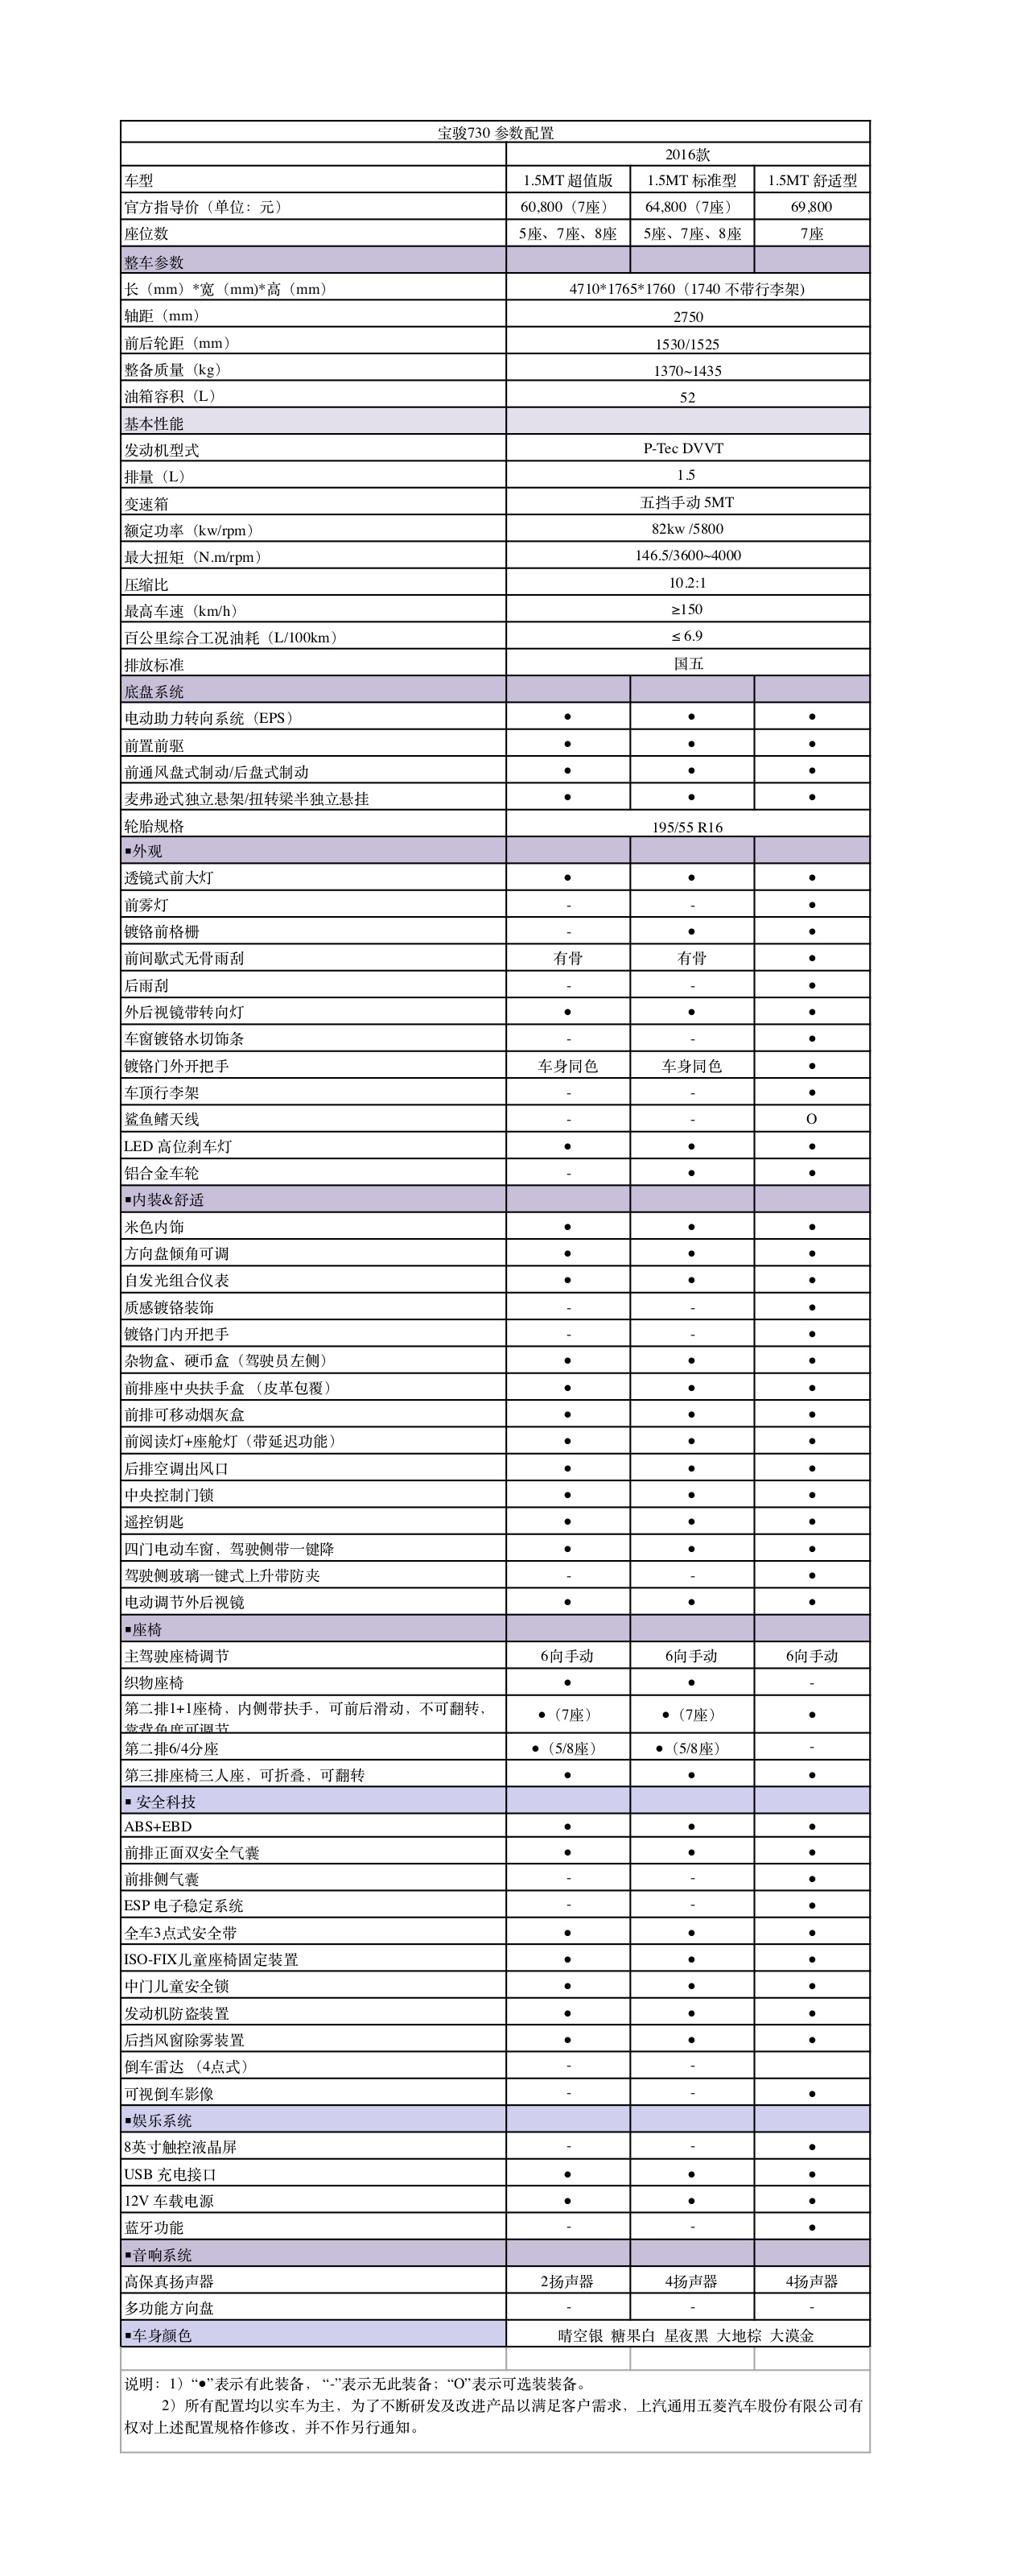 宝骏730 参数配置
2016款
车型 1.5MT 超值版 1.5MT 标准型 1.5MT 舒适型
官方指导价（单位：元） 60,800（7座） 64,800（7座） 69,800
座位数 5座、7座、8座 5座、7座、8座 7座
整车参数
长（mm）*宽（mm)*高（mm） 4710*1765*1760（1740 不带行李架)
轴距（mm） 2750
前后轮距（mm） 1530/1525
整备质量（kg） 1370~1435
油箱容积（L） 52
基本性能
发动机型式 P-Tec DVVT
排量（L） 1.5
变速箱 五挡手动 5MT
额定功率（kw/rpm） 82kw /5800
最大扭矩（N.m/rpm） 146.5/3600~4000
压缩比 10.2:1
最高车速（km/h） ≥150
百公里综合工况油耗（L/100km） ≤ 6.9
排放标准 国五
底盘系统
电动助力转向系统（EPS） ● ● ●
前置前驱 ● ● ●
前通风盘式制动/后盘式制动 ● ● ●
麦弗逊式独立悬架/扭转梁半独立悬挂 ● ● ●
轮胎规格 195/55 R16
▪外观
透镜式前大灯 ● ● ●
前雾灯 - - ●
镀铬前格栅 - ● ●
前间歇式无骨雨刮 有骨 有骨 ●
后雨刮 - - ●
外后视镜带转向灯 ● ● ●
车窗镀铬水切饰条 - - ●
镀铬门外开把手 车身同色 车身同色 ●
车顶行李架 - - ●
鲨鱼鳍天线 - - O
LED 高位刹车灯 ● ● ●
铝合金车轮 - ● ●
▪内装&舒适
米色内饰 ● ● ●
方向盘倾角可调 ● ● ●
自发光组合仪表 ● ● ●
质感镀铬装饰 - - ●
镀铬门内开把手 - - ●
杂物盒、硬币盒（驾驶员左侧） ● ● ●
前排座中央扶手盒 （皮革包覆） ● ● ●
前排可移动烟灰盒 ● ● ●
前阅读灯+座舱灯（带延迟功能） ● ● ●
后排空调出风口 ● ● ●
中央控制门锁 ● ● ●
遥控钥匙 ● ● ●
四门电动车窗，驾驶侧带一键降 ● ● ●
驾驶侧玻璃一键式上升带防夹 - - ●
电动调节外后视镜 ● ● ●
▪座椅
主驾驶座椅调节 6向手动 6向手动 6向手动
织物座椅 ● ● -
第二排1+1座椅，内侧带扶手，可前后滑动，不可翻转， ●（7座） ●（7座） ●
靠背角度可调节
第二排6/4分座 ●（5/8座） ●（5/8座） -
第三排座椅三人座，可折叠，可翻转 ● ● ●
▪ 安全科技
ABS+EBD ● ● ●
前排正面双安全气囊 ● ● ●
前排侧气囊 - - ●
ESP 电子稳定系统 - - ●
全车3点式安全带 ● ● ●
ISO-FIX儿童座椅固定装置 ● ● ●
中门儿童安全锁 ● ● ●
发动机防盗装置 ● ● ●
后挡风窗除雾装置 ● ● ●
倒车雷达 （4点式） - -
可视倒车影像 - - ●
▪娱乐系统
8英寸触控液晶屏 - - ●
USB 充电接口 ● ● ●
12V 车载电源 ● ● ●
蓝牙功能 - - ●
▪音响系统
高保真扬声器 2扬声器 4扬声器 4扬声器
多功能方向盘 - - -
▪车身颜色 晴空银 糖果白 星夜黑 大地棕 大漠金
说明：1）“●”表示有此装备， “-”表示无此装备；“O”表示可选装装备。
2）所有配置均以实车为主，为了不断研发及改进产品以满足客户需求，上汽通用五菱汽车股份有限公司有
权对上述配置规格作修改，并不作另行通知。